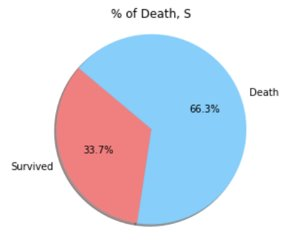 % of Death, S
Death
66.3%
33.7%
Survived